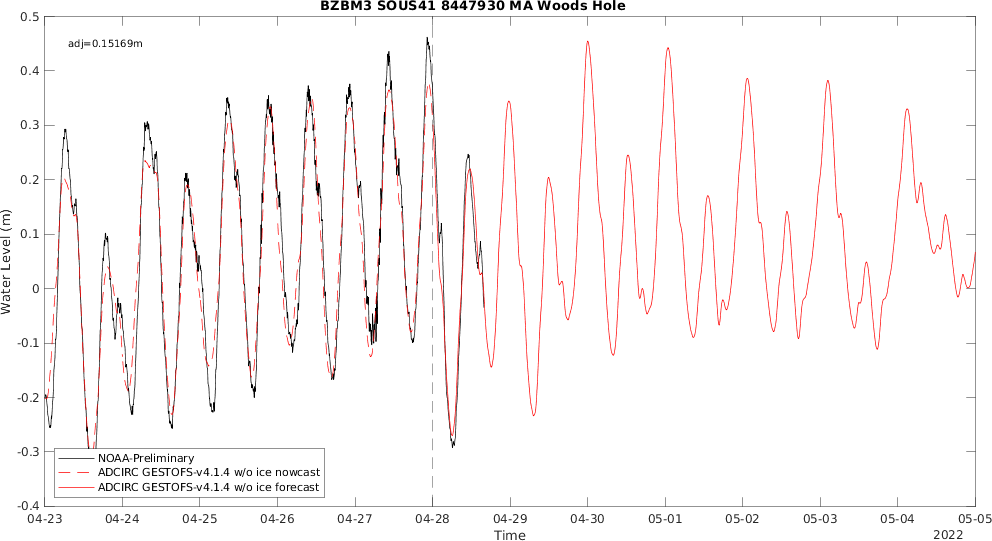 BZBM3 SOUS41 8447930 MA Woods Hole
adj=0.15169m
Water Level (m)
0.5
0.4
0.3
0.2
0.1
0
-0.1
-0.2
-0.3
-0.4
NOAA-Preliminary
ADCIRC GESTOFS-v4.1.4 w/o ice nowcast
ADCIRC GESTOFS-v4.1.4 w/o ice forecast
04-23 04-24 04-25 04-26 04-27 04-28 04-29 04-30 05-01 05-02 05-03 05-04 05-05
Time
2022